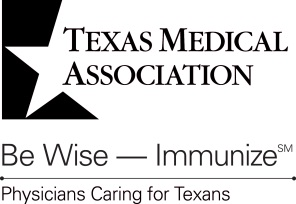 TEXAS MEDICAL
ASSOCIATION
Be Wise — Immunize℠
Physicians Caring for Texans